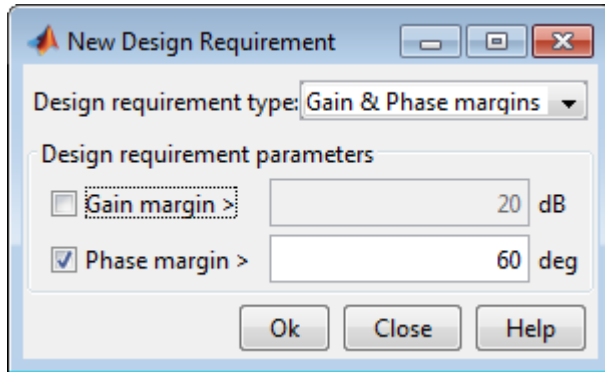 New Design Requirement
Design requirement type: Gain & Phase margins
Design requirement parameters
Gain margin > 20 dB
Phase margin > 60 deg
Ok Close Help